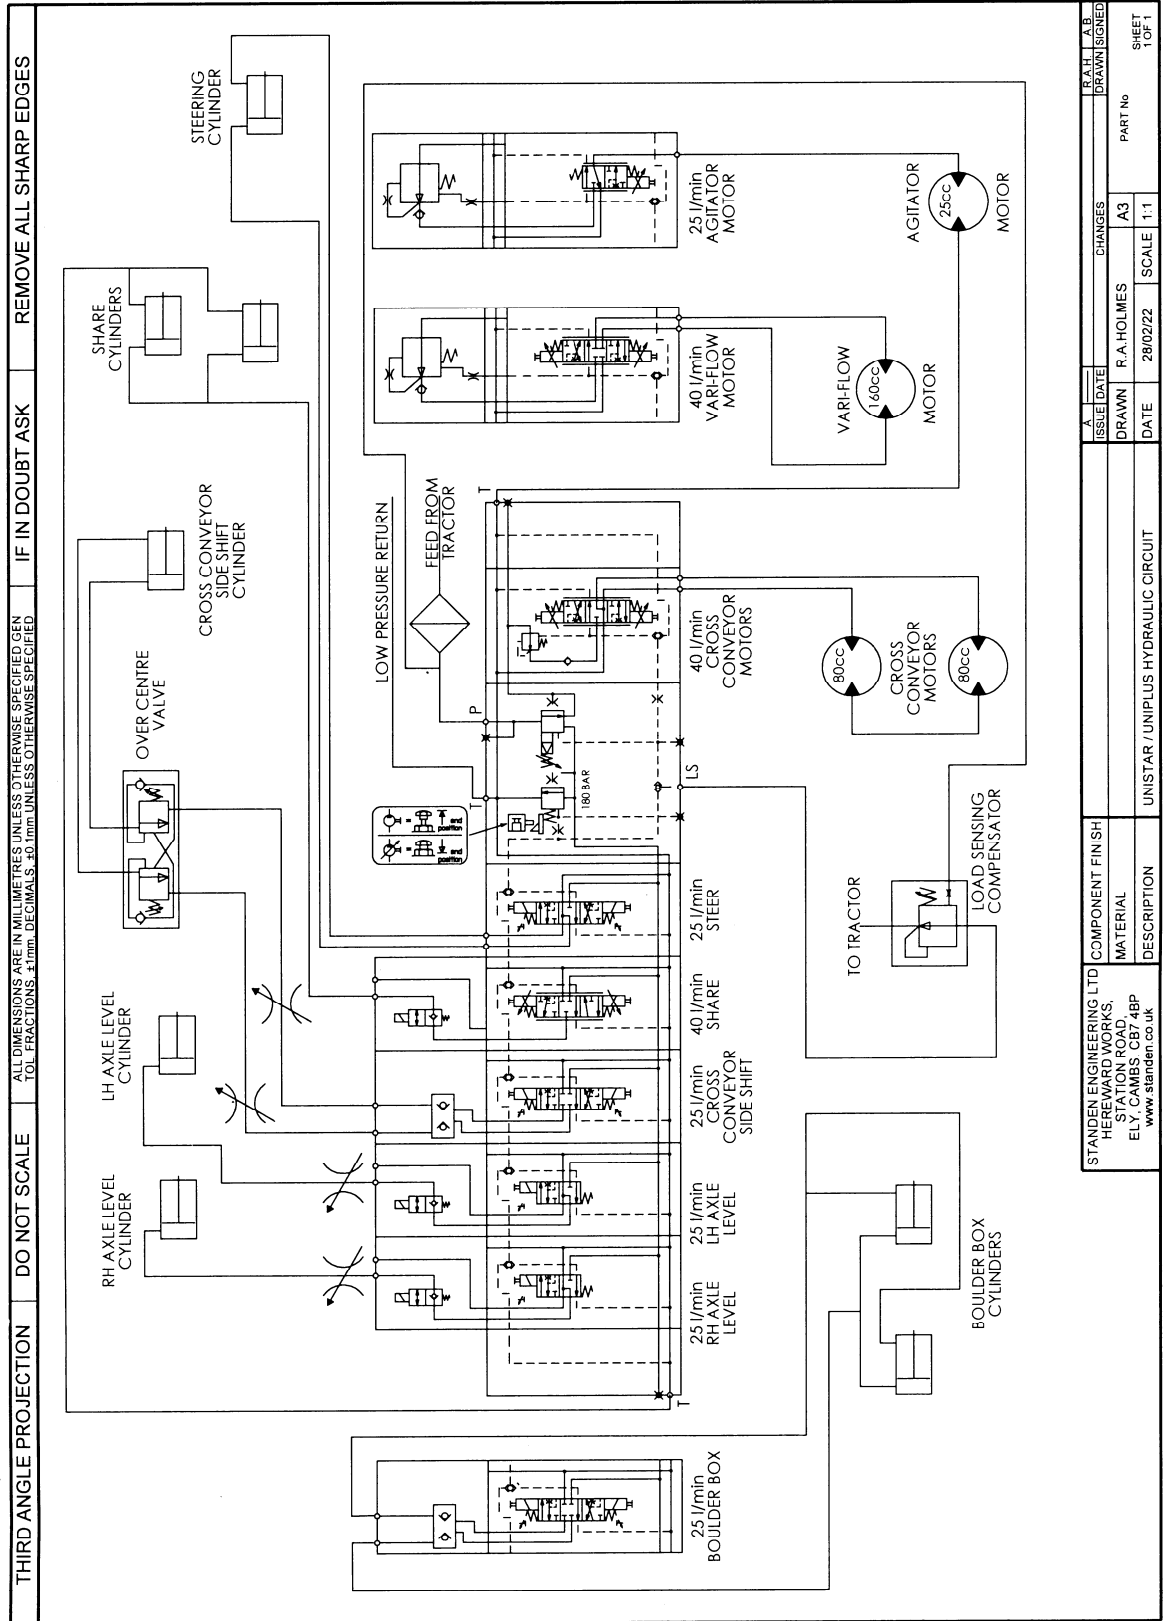 THIRD ANGLE PROJECTION
DO NOT SCALE
ALL DIMENSIONS ARE IN MILLIMETRES UNLESS OTHERWISE SPECIFIED GEN
TOL FRACTIONS, ±1mm, DECIMALS, ±0.1mm UNLESS OTHERWISE SPECIFIED
IF IN DOUBT ASK
REMOVE ALL SHARP EDGES
RH AXLE LEVEL
CYLINDER
LH AXLE LEVEL
CYLINDER
OVER CENTRE
VALVE
CROSS CONVEYOR
SIDE SHIFT
CYLINDER
SHARE
CYLINDERS
STEERING
CYLINDER
LOW PRESSURE RETURN
FEED FROM
TRACTOR
T
P
T
= end
position
= end
position
180 BAR
LS
T
25 l/min
BOULDER BOX
25 l/min
RH AXLE
LEVEL
25 l/min
LH AXLE
LEVEL
25 l/min
CROSS
CONVEYOR
SIDE SHIFT
40 l/min
SHARE
25 l/min
STEER
40 l/min
CROSS
CONVEYOR
MOTORS
40 l/min
VARI-FLOW
MOTOR
25 l/min
AGITATOR
MOTOR
BOULDER BOX
CYLINDERS
TO TRACTOR
LOAD SENSING
COMPENSATOR
80cc
CROSS
CONVEYOR
MOTORS
80cc
VARI-FLOW
160cc
MOTOR
AGITATOR
25cc
MOTOR
STANDEN ENGINEERING LTD
HEREWARD WORKS,
STATION ROAD,
ELY, CAMBS. CB7 4BP
www.standen.co.uk
COMPONENT FINISH
MATERIAL
DESCRIPTION
UNISTAR / UNIPLUS HYDRAULIC CIRCUIT
A
R.A.H.
A.B.
ISSUE
DATE
CHANGES
DRAWN
SIGNED
DRAWN
R.A.HOLMES
A3
PART No
SHEET
1 OF 1
DATE
28/02/22
SCALE
1:1